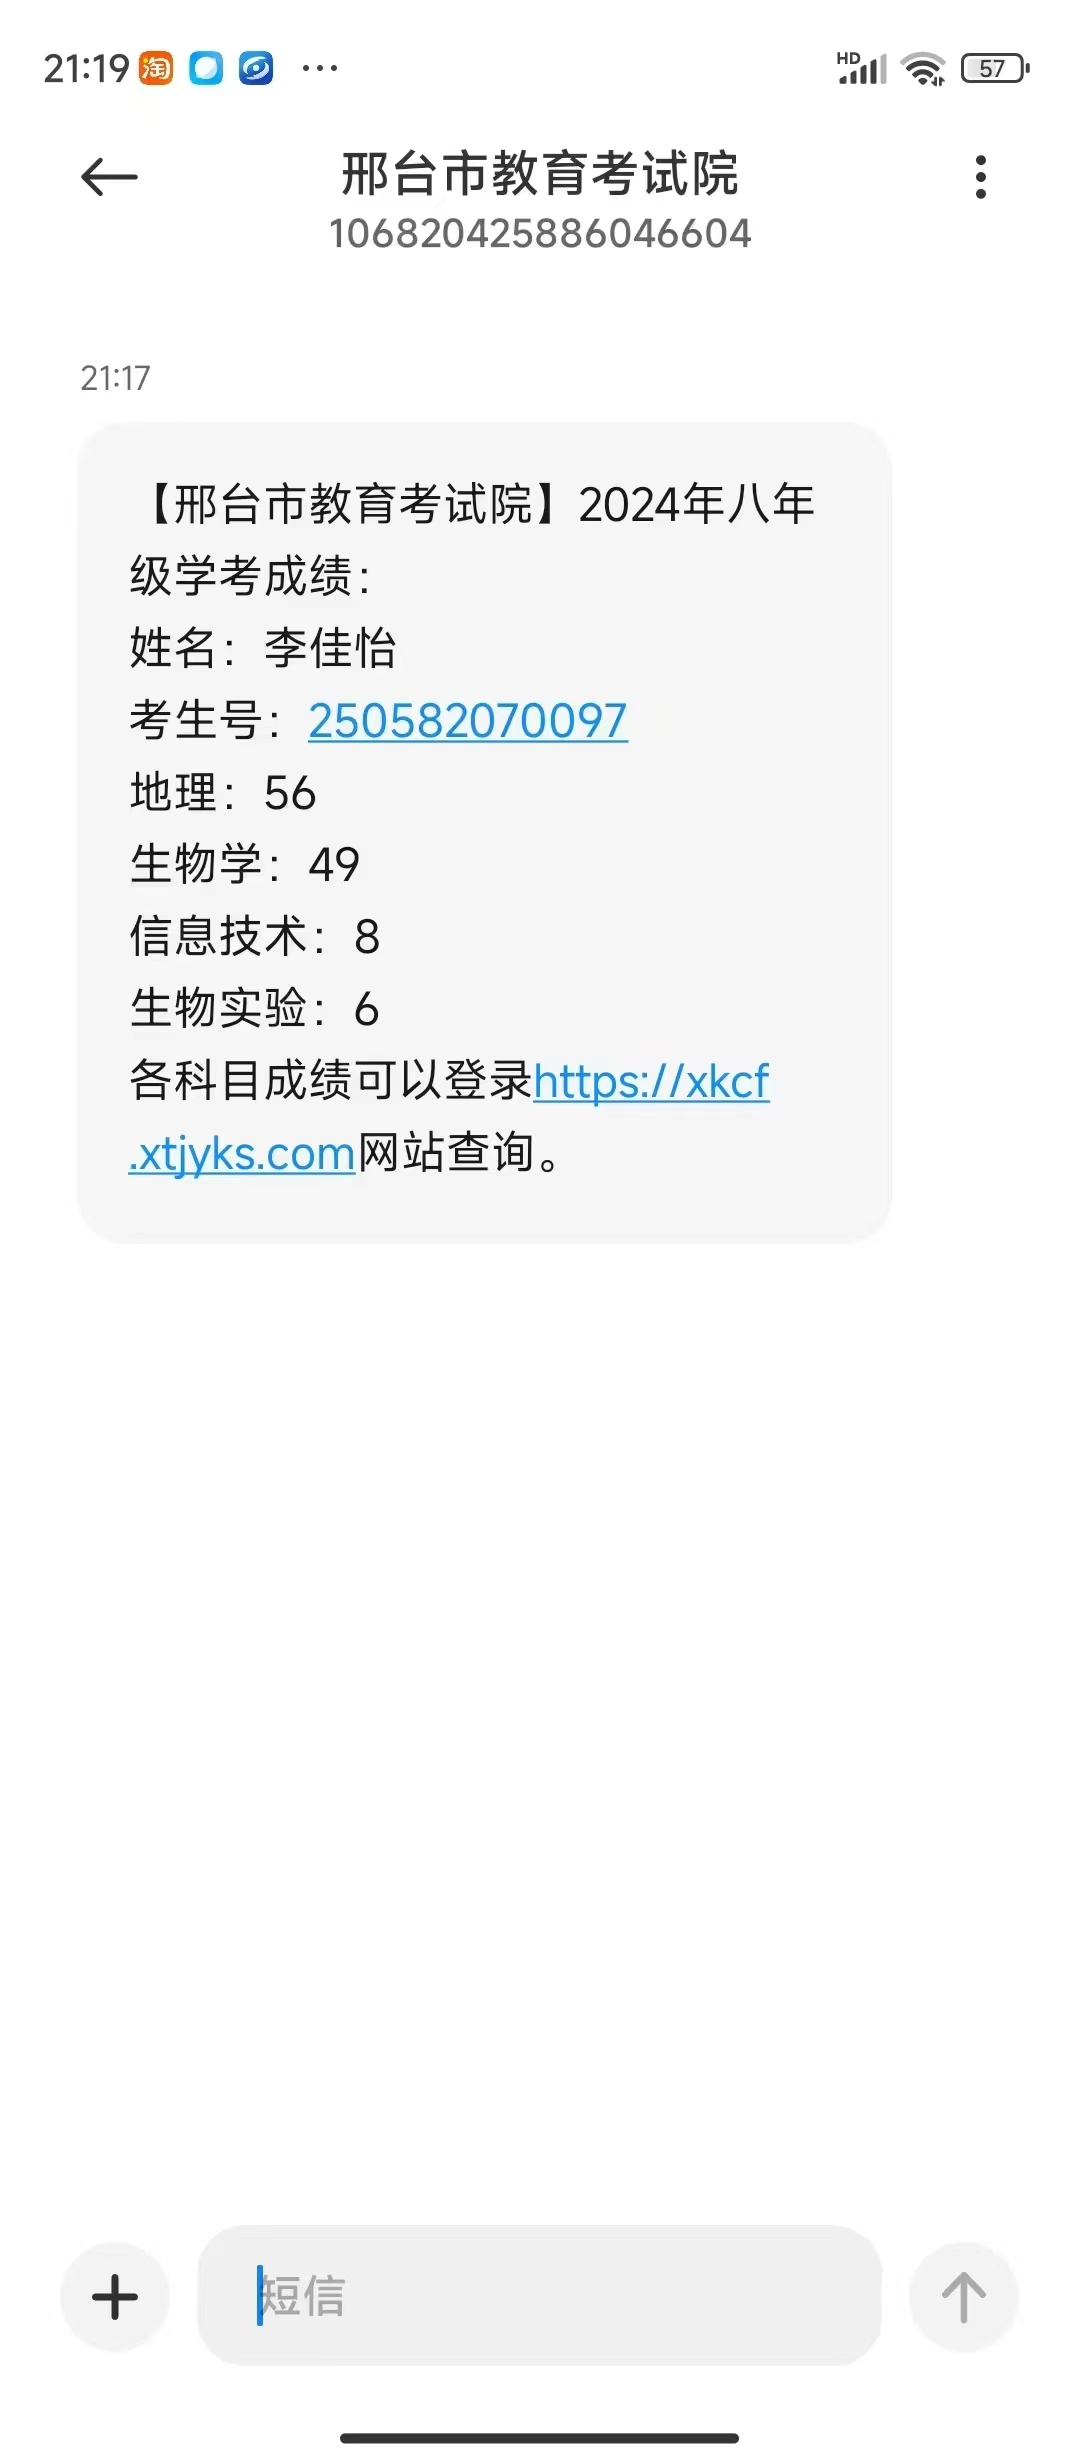 21:19 淘 ... HD 57
邢台市教育考试院
106820425886046604
21:17
【邢台市教育考试院】2024年八年
级学考成绩：
姓名：李佳怡
考生号：250582070097
地理：56
生物学：49
信息技术：8
生物实验：6
各科目成绩可以登录https://xkcf
.xtjyks.com网站查询。
短信